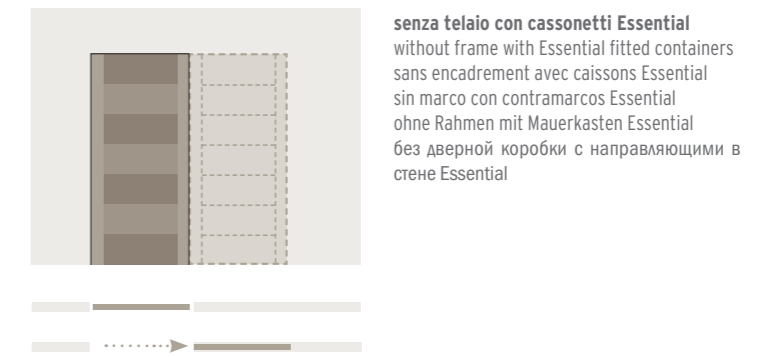 senza telaio con cassonetti Essential
without frame with Essential fitted containers
sans encadrement avec caissons Essential
sin marco con contramarcos Essential
ohne Rahmen mit Mauerkasten Essential
без дверной коробки с направляющими в
стене Essential